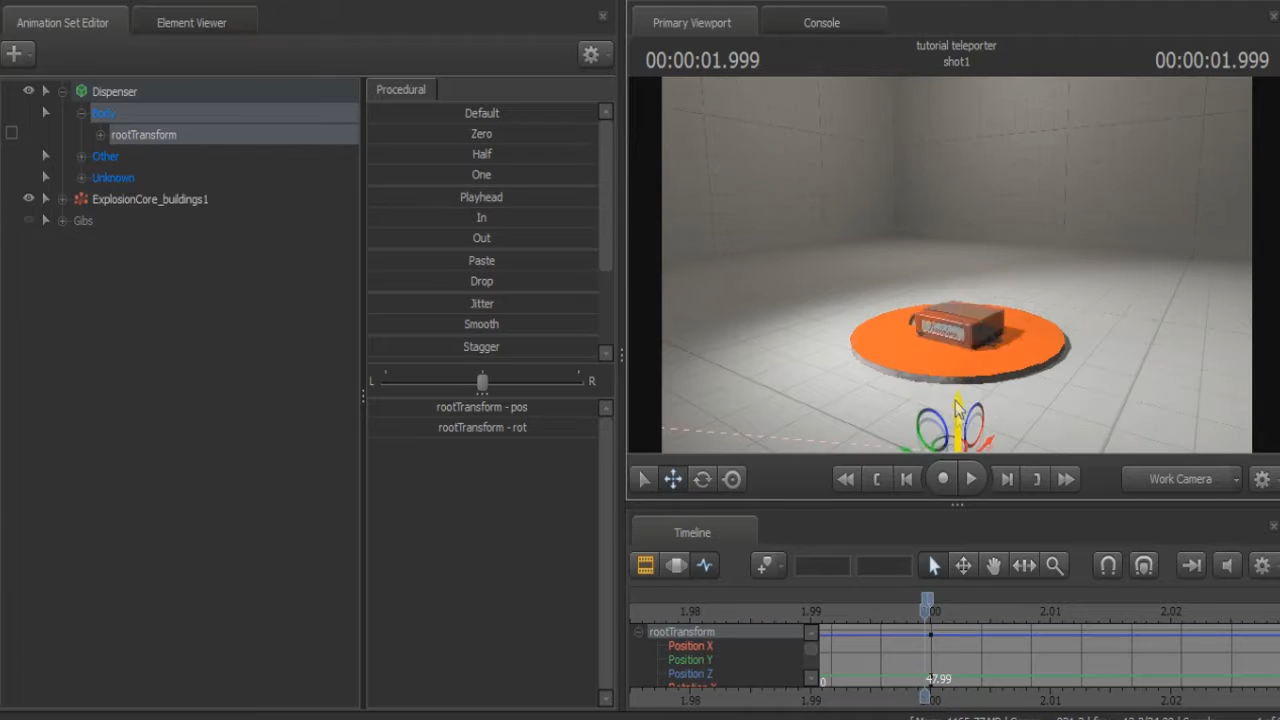 Animation Set Editor
Element Viewer
Dispenser
Body
rootTransform
Other
Unknown
ExplosionCore_buildings1
Gibs
Procedural
Default
Zero
Half
One
Playhead
In
Out
Paste
Drop
Jitter
Smooth
Stagger
L
R
rootTransform - pos
rootTransform - rot
Primary Viewport
Console
00:00:01.999
tutorial teleporter
shot1
00:00:01.999
Work Camera
Timeline
1.98
1.99
00
2.01
2.02
rootTransform
Position X
Position Y
Position Z
0
47.99
1.98
1.99
00
2.01
2.02